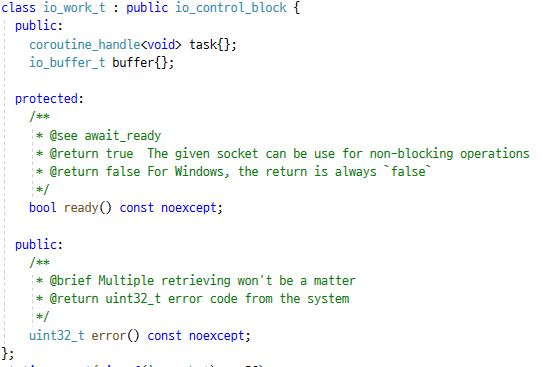 class io_work_t : public io_control_block {
  public:
    coroutine_handle<void> task{};
    io_buffer_t buffer{};

  protected:
    /**
     * @see await_ready
     * @return true  The given socket can be use for non-blocking operations
     * @return false For Windows, the return is always `false`
     */
    bool ready() const noexcept;

  public:
    /**
     * @brief Multiple retrieving won't be a matter
     * @return uint32_t error code from the system
     */
    uint32_t error() const noexcept;
};